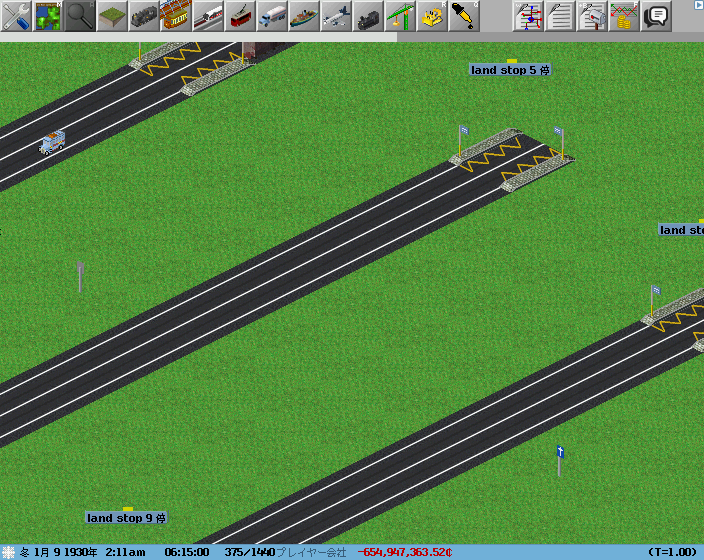 land stop 5 停
land sto
land stop 9 停
冬 1月 9 1930年 2:11am 06:15:00 375/1440 プレイヤー会社 -654,947,363.52¢ (T=1.00)